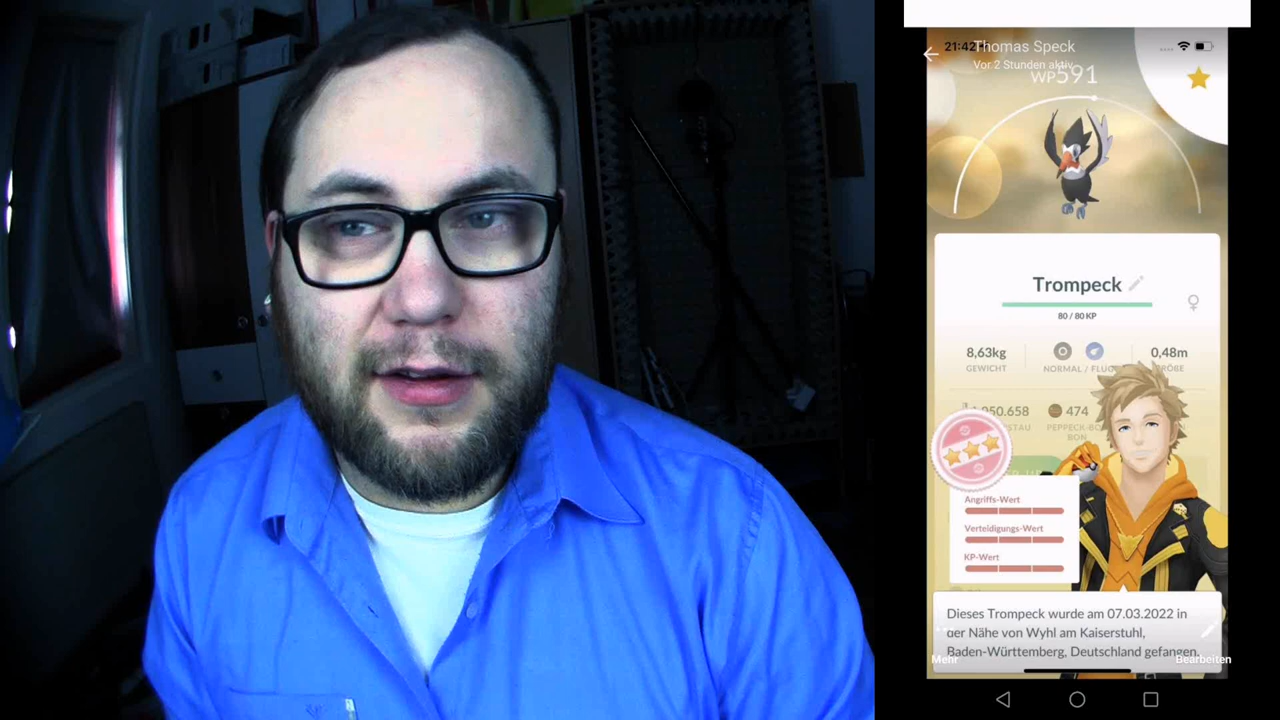 Thomas Speck
21:42
Vor 2 Stunden aktiv
WP591
Trompeck
80 / 80 KP
8,63kg
GEWICHT
NORMAL / FLUG
0,48m
GRÖẞE
474
Angriffs-Wert
Verteidigungs-Wert
KP-Wert
Dieses Trompeck wurde am 07.03.2022 in
der Nähe von Wyhl am Kaiserstuhl,
Baden-Württemberg, Deutschland gefangen.
Mehr
Bearbeiten